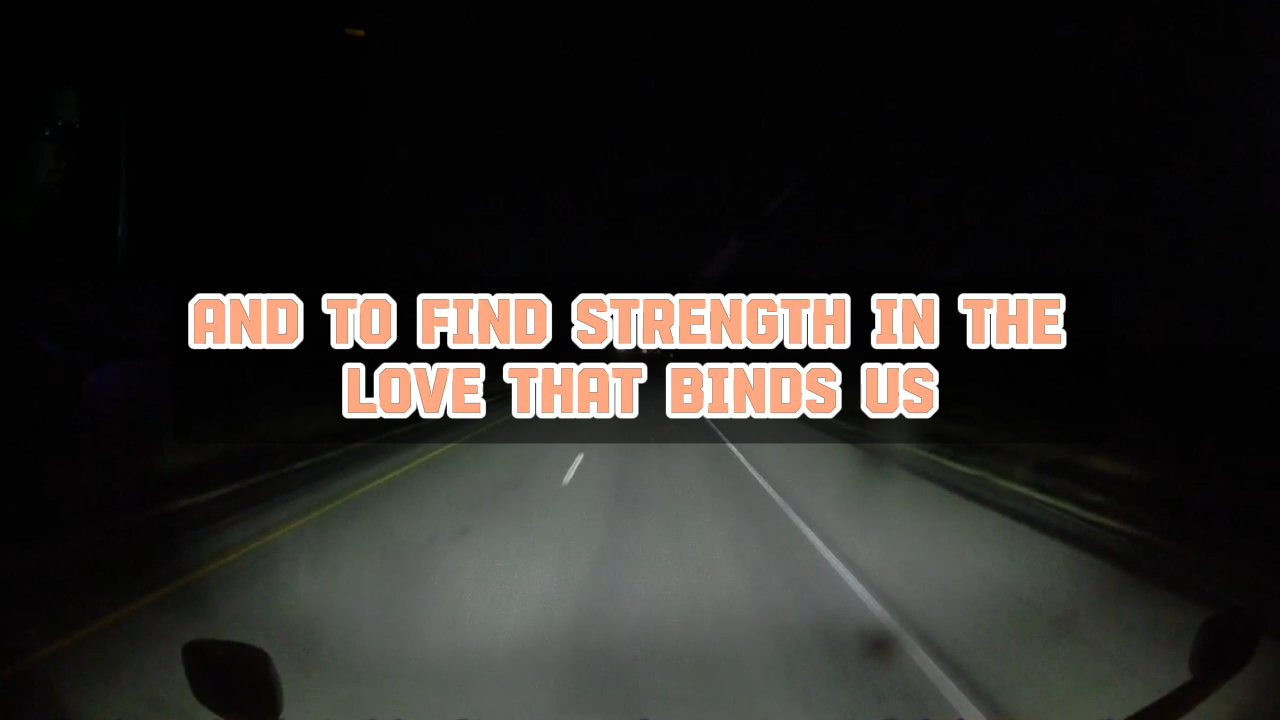 AND TO FIND STRENGTH IN THE
LOVE THAT BINDS US